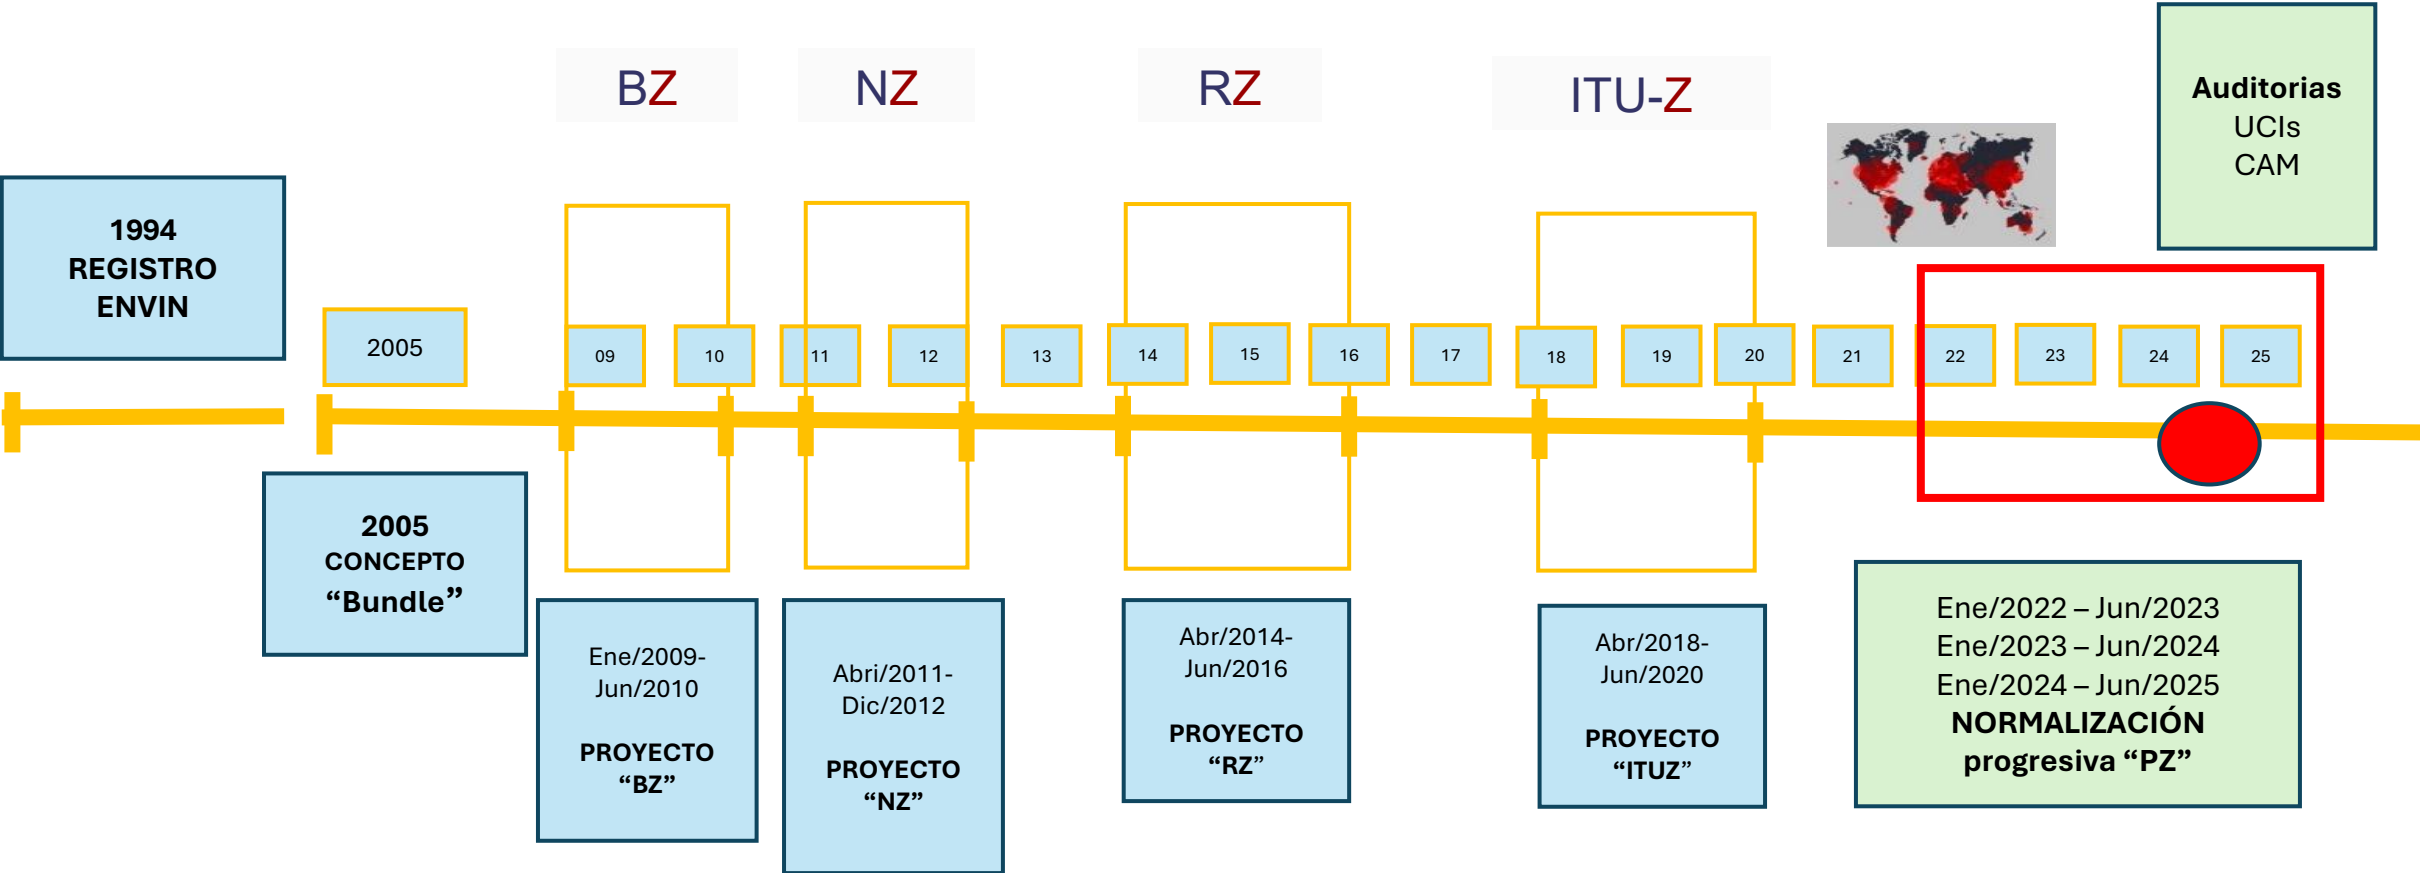 BZ
NZ
RZ
ITU-Z
Auditorias
UCIs
CAM
1994
REGISTRO
ENVIN
2005
09
10
11
12
13
14
15
16
17
18
19
20
21
22
23
24
25
2005
CONCEPTO
“Bundle”
Ene/2009-
Jun/2010
PROYECTO
“BZ”
Abri/2011-
Dic/2012
PROYECTO
“NZ”
Abr/2014-
Jun/2016
PROYECTO
“RZ”
Abr/2018-
Jun/2020
PROYECTO
“ITUZ”
Ene/2022 – Jun/2023
Ene/2023 – Jun/2024
Ene/2024 – Jun/2025
NORMALIZACIÓN
progresiva “PZ”